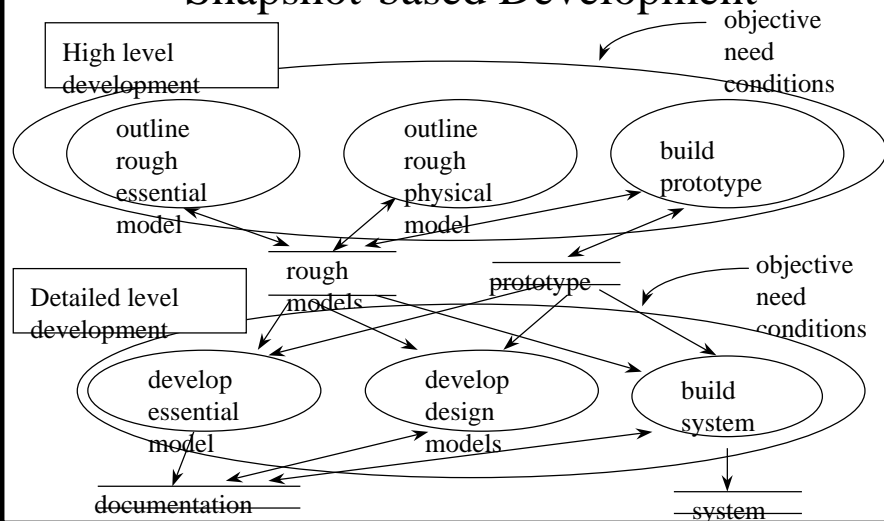 Snapshot-based Development
High level
development
objective
need
conditions
outline
rough
essential
model
outline
rough
physical
model
build
prototype
rough
models
prototype
Detailed level
development
objective
need
conditions
develop
essential
model
develop
design
models
build
system
documentation
system